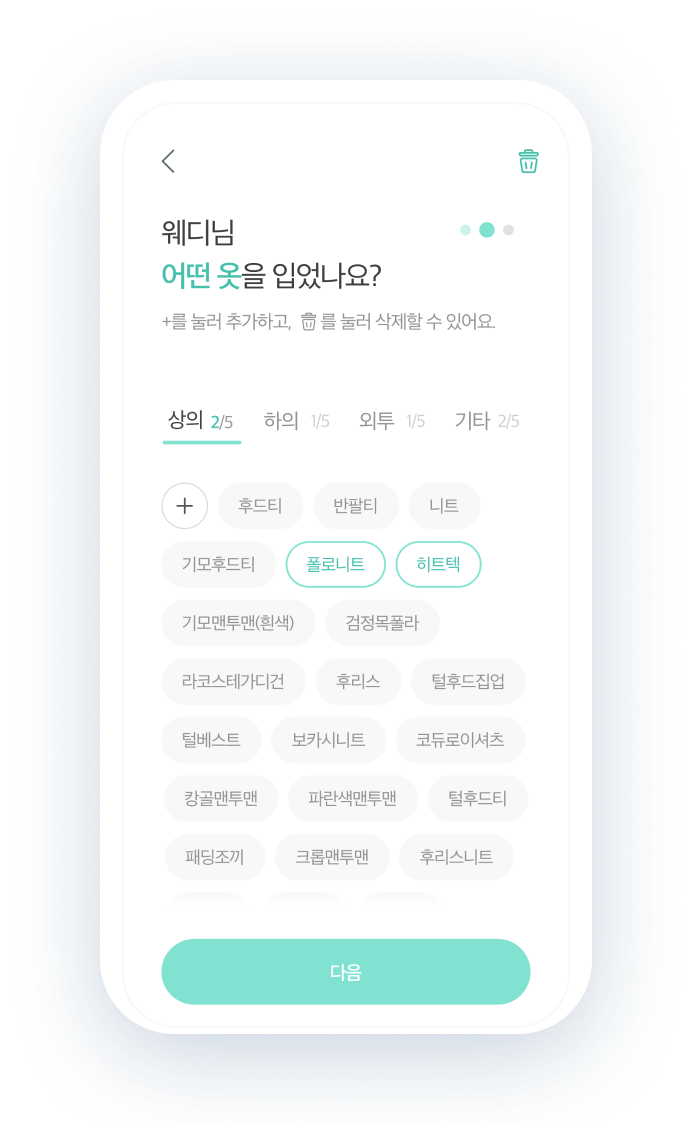 웨디님
어떤 옷을 입었나요?
+를 눌러 추가하고, 를 눌러 삭제할 수 있어요.
상의 2/5 하의 1/5 외투 1/5 기타 2/5
+ 후드티 반팔티 니트
기모후드티 폴로니트 히트텍
기모맨투맨(흰색) 검정목폴라
라코스테가디건 후리스 털후드집업
털베스트 보카시니트 코듀로이셔츠
캉골맨투맨 파란색맨투맨 털후드티
패딩조끼 크롭맨투맨 후리스니트
다음